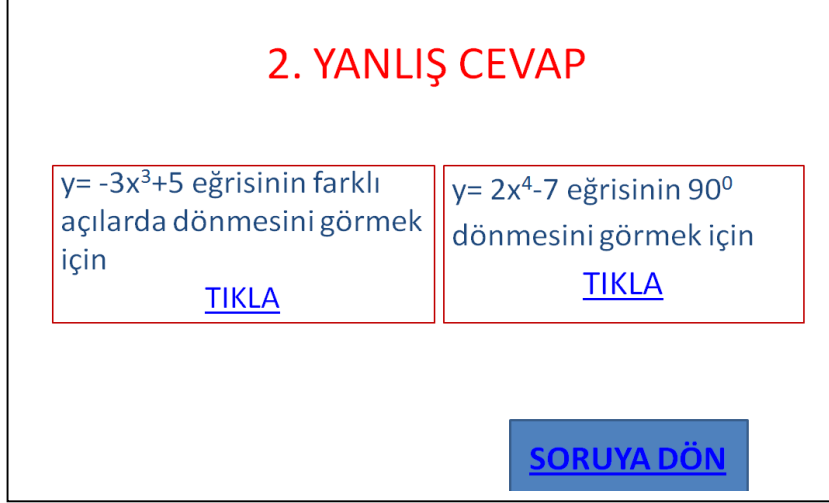 2. YANLIŞ CEVAP
y= -3x³+5 eğrisinin farklı
açılarda dönmesini görmek
için
TIKLA
y= 2x⁴-7 eğrisinin 90⁰
dönmesini görmek için
TIKLA
SORUYA DÖN